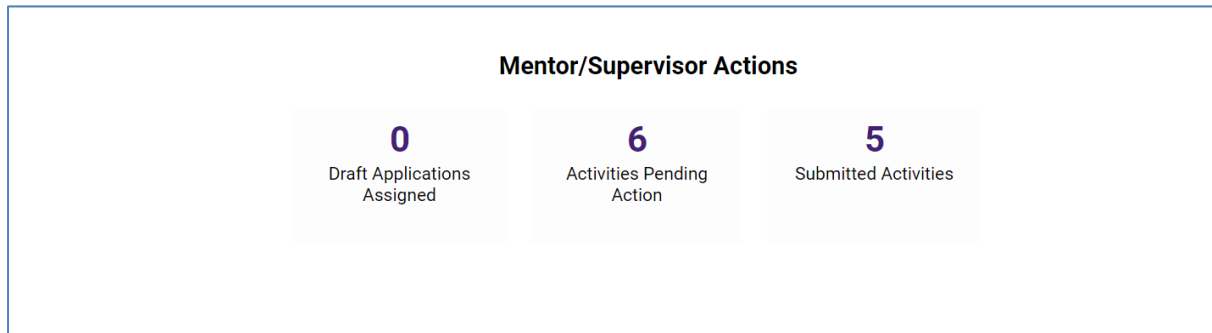 Mentor/Supervisor Actions
0
Draft Applications
Assigned
6
Activities Pending
Action
5
Submitted Activities